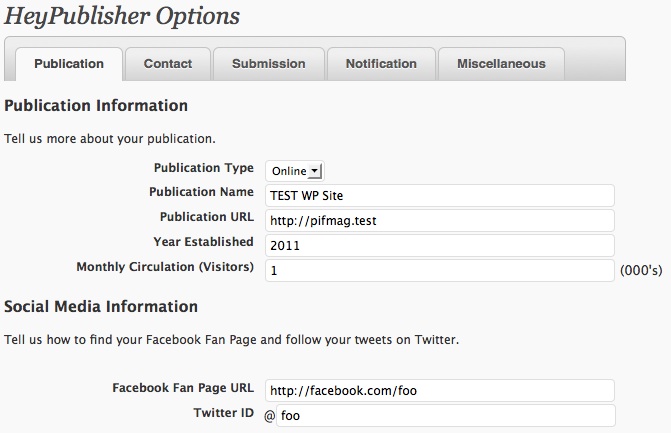 HeyPublisher Options
Publication Contact Submission Notification Miscellaneous
Publication Information
Tell us more about your publication.
Publication Type Online
Publication Name TEST WP Site
Publication URL http://pifmag.test
Year Established 2011
Monthly Circulation (Visitors) 1 (000's)
Social Media Information
Tell us how to find your Facebook Fan Page and follow your tweets on Twitter.
Facebook Fan Page URL http://facebook.com/foo
Twitter ID @ foo